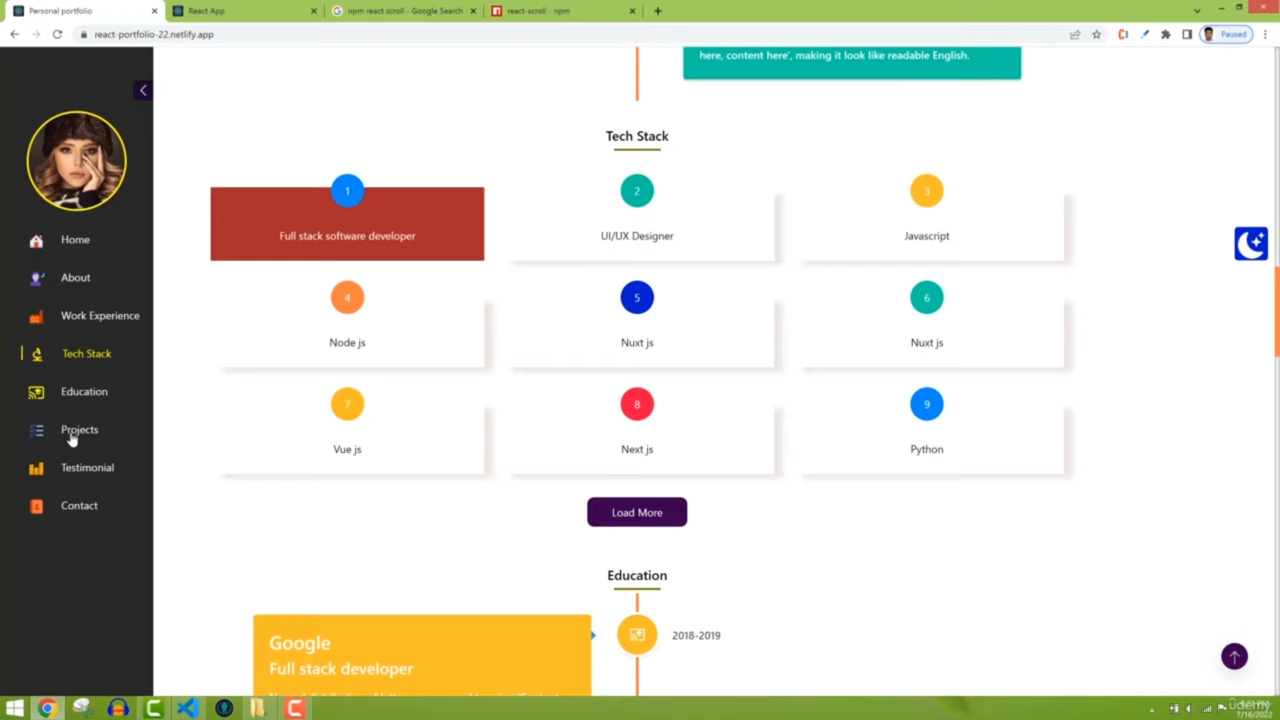 Personal portfolio
React App
npm react scroll - Google Search
react-scroll - npm
react-portfolio-22.netlify.app
Paused
here, content here', making it look like readable English.
Home
About
Work Experience
Tech Stack
Education
Projects
Testimonial
Contact
Tech Stack
1
Full stack software developer
2
UI/UX Designer
3
Javascript
4
Node js
5
Nuxt js
6
Nuxt js
7
Vue js
8
Next js
9
Python
Load More
Education
Google
Full stack developer
2018-2019
udemy
7/16/2022